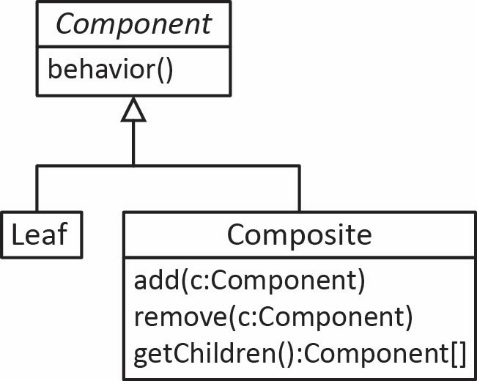 Component
behavior()
Leaf
Composite
add(c:Component)
remove(c:Component)
getChildren():Component[]